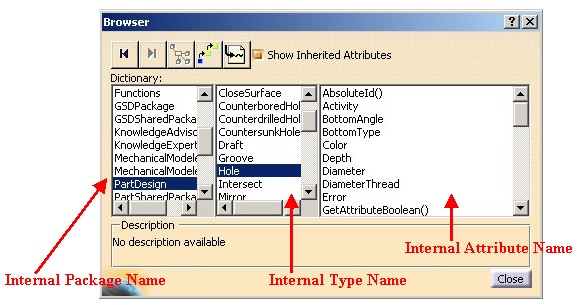 Browser
Show Inherited Attributes
Dictionary:
Functions
GSDPackage
GSDSharedPacka
KnowledgeAdviso
KnowledgeExpert
MechanicalModele
MechanicalModele
PartDesign
PartSharedPacka
CloseSurface
CounterboredHol
CounterdrilledHol
CountersunkHole
Draft
Groove
Hole
Intersect
Mirror
AbsoluteId()
Activity
BottomAngle
BottomType
Color
Depth
Diameter
DiameterThread
Error
GetAttributeBoolean()
Description
No description available
Internal Attribute Name
Internal Package Name
Internal Type Name
Close